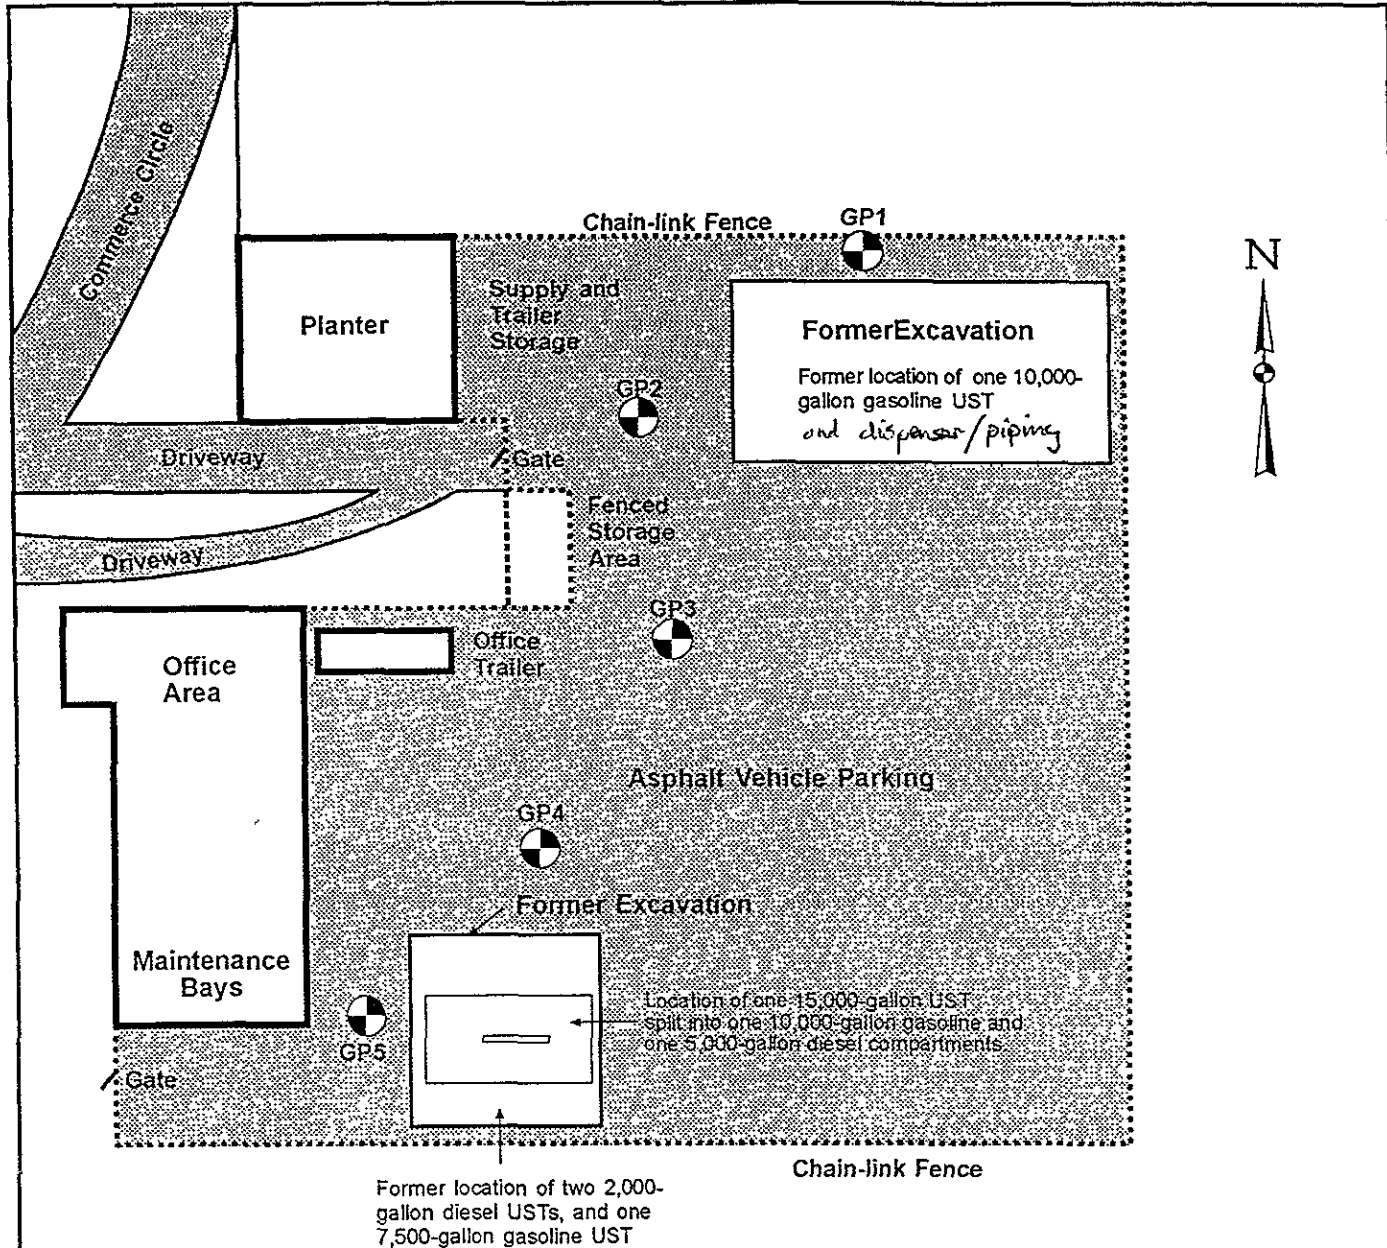 Commerce Circle
Chain-link Fence
GP1
N
Supply and
Trailer
Storage
Planter
FormerExcavation
Former location of one 10,000-
gallon gasoline UST
and dispenser/piping
GP2
Driveway
Gate
Fenced
Storage
Area
Driveway
GP3
Office
Trailer
Office
Area
Asphalt Vehicle Parking
GP4
Former Excavation
Maintenance
Bays
Location of one 15,000-gallon UST
split into one 10,000-gallon gasoline and
one 5,000-gallon diesel compartments
GP5
Gate
Chain-link Fence
Former location of two 2,000-
gallon diesel USTs, and one
7,500-gallon gasoline UST